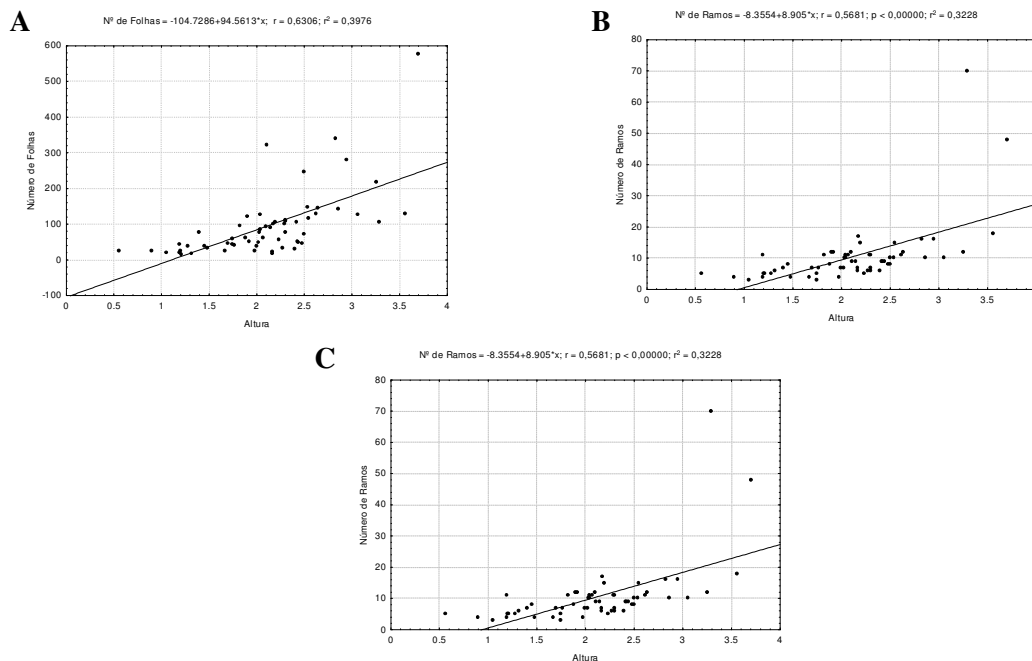 A
Nº de Folhas = -104.7286+94.5613*x;  r = 0,6306; r² = 0,3976
600
500
400
300
200
100
0
-100
Número de Folhas
0 0.5 1 1.5 2 2.5 3 3.5 4
Altura
B
Nº de Ramos = -8.3554+8.905*x; r = 0,5681; p < 0,00000; r² = 0,3228
80
70
60
50
40
30
20
10
0
Número de Ramos
0 0.5 1 1.5 2 2.5 3 3.5
Altura
C
Nº de Ramos = -8.3554+8.905*x; r = 0,5681; p < 0,00000; r² = 0,3228
80
70
60
50
40
30
20
10
0
Número de Ramos
0 0.5 1 1.5 2 2.5 3 3.5 4
Altura